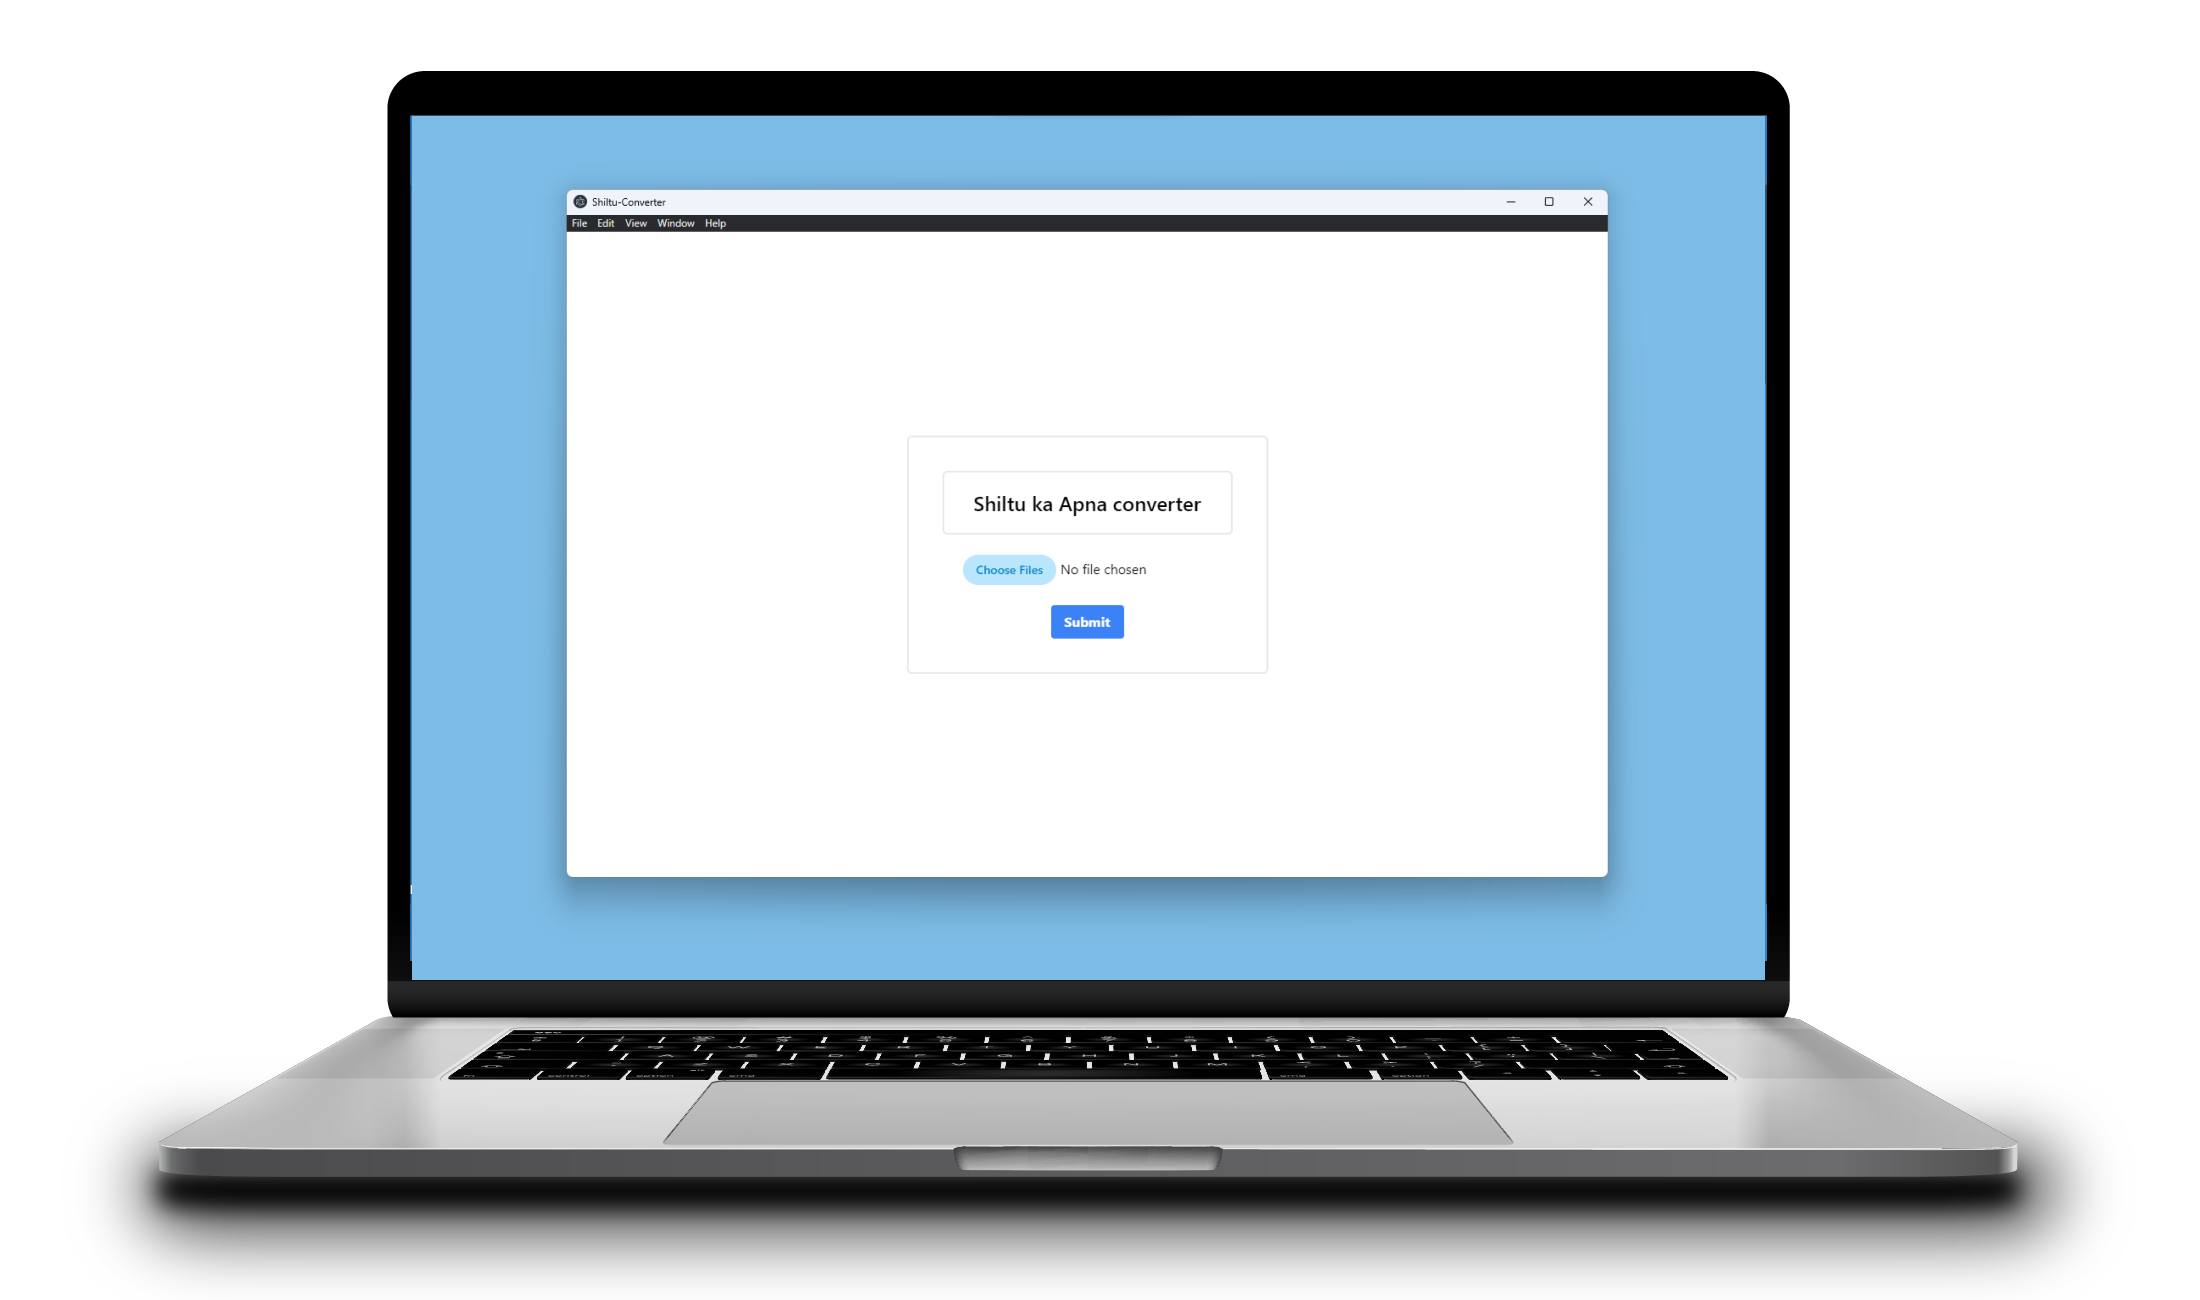 Shiltu-Converter
File Edit View Window Help
Shiltu ka Apna converter
Choose Files No file chosen
Submit